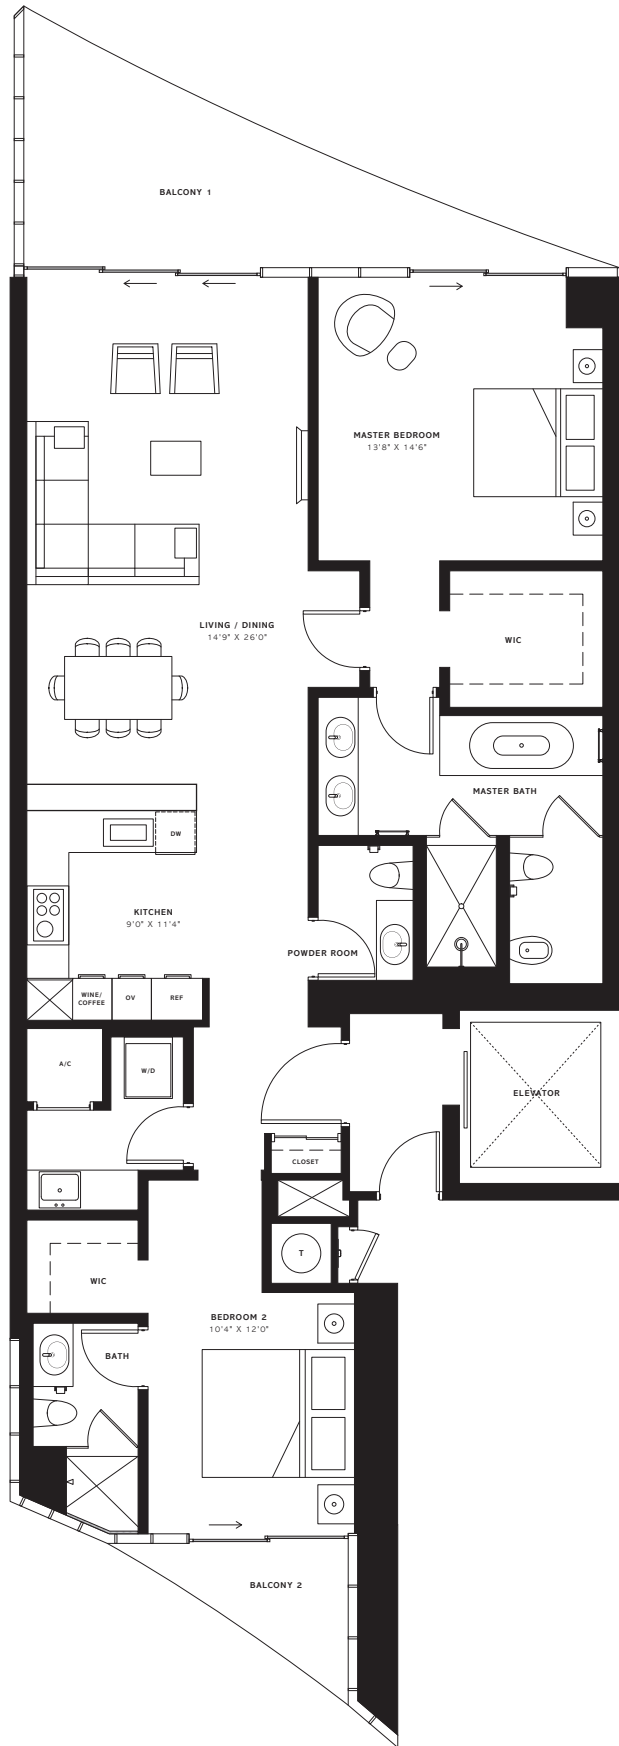 BALCONY 1
MASTER BEDROOM
13'8" X 14'6"
LIVING / DINING
14'9" X 26'0"
WIC
MASTER BATH
DW
KITCHEN
9'0" X 11'4"
POWDER ROOM
WINE/
COFFEE
OV
REF
A/C
W/D
ELEVATOR
CLOSET
T
WIC
BEDROOM 2
10'4" X 12'0"
BATH
BALCONY 2